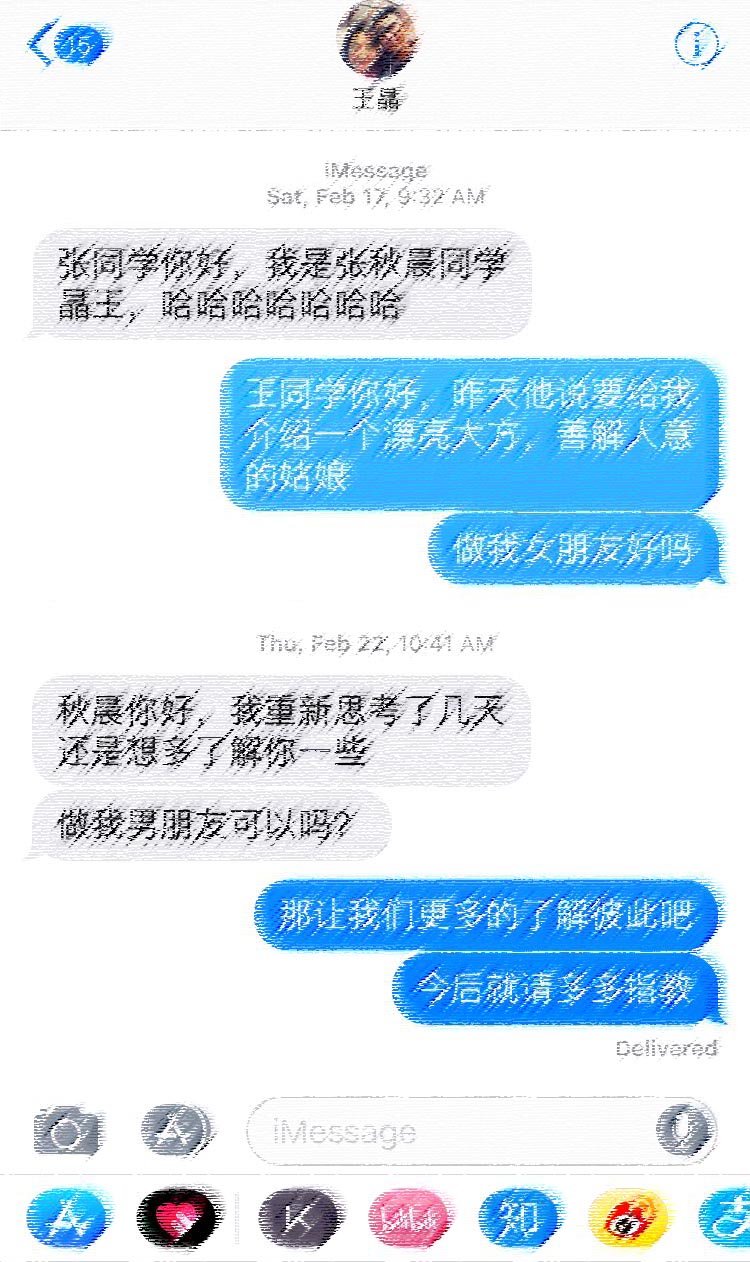 45
王晶
iMessage
Sat, Feb 17, 9:32 AM
张同学你好，我是张秋晨同学
晶王，哈哈哈哈哈哈哈
王同学你好，昨天他说要给我
介绍一个漂亮大方，善解人意
的姑娘
做我女朋友好吗
Thu, Feb 22, 10:41 AM
秋晨你好，我重新思考了几天
还是想多了解你一些
做我男朋友可以吗？
那让我们更多的了解彼此吧
今后就请多多指教
Delivered
iMessage
K
bilibili
知
支